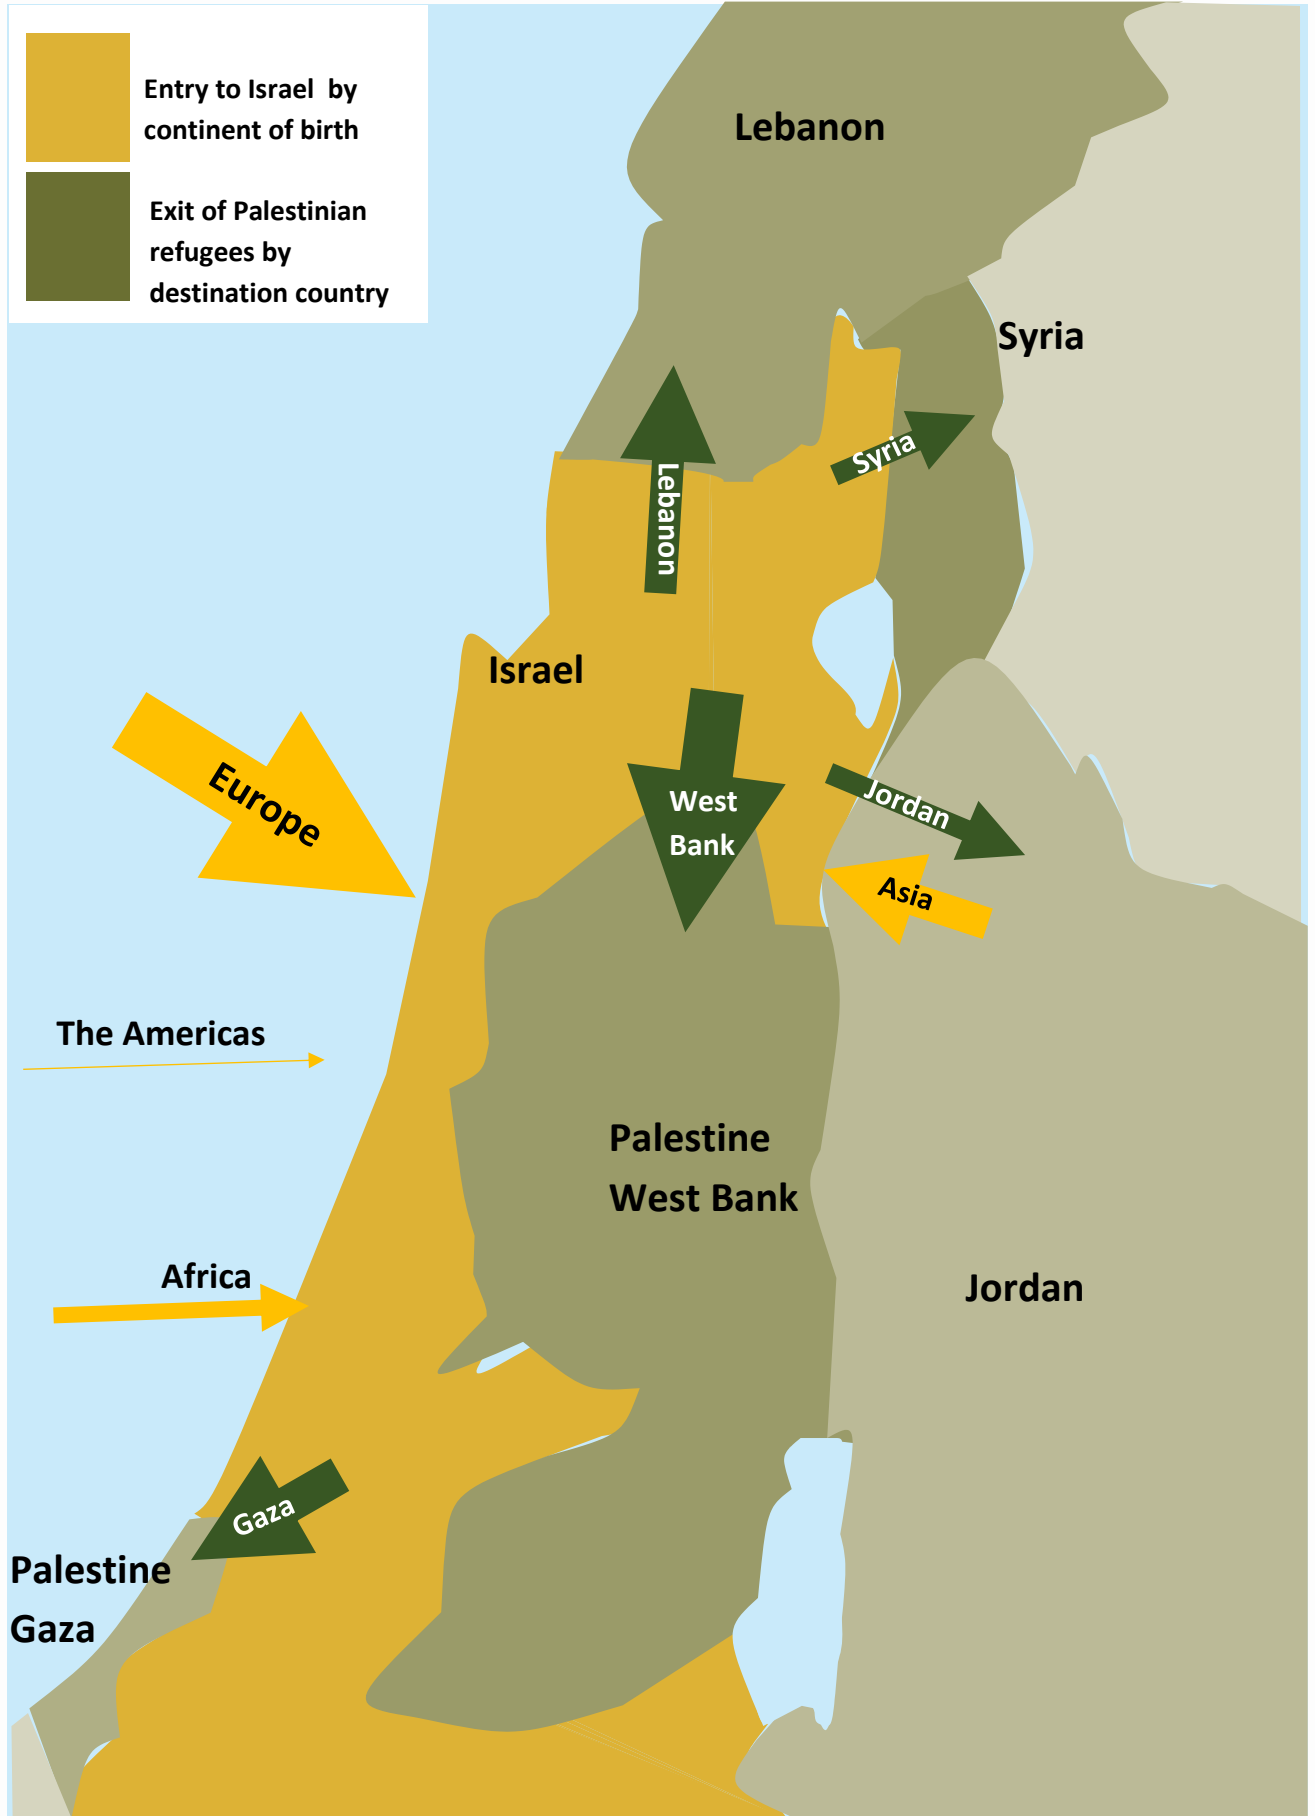 Entry to Israel by
continent of birth
Exit of Palestinian
refugees by
destination country
Lebanon
Syria
Syria
Lebanon
Israel
Europe
West
Bank
Jordan
Asia
The Americas
Palestine
West Bank
Africa
Jordan
Gaza
Palestine
Gaza